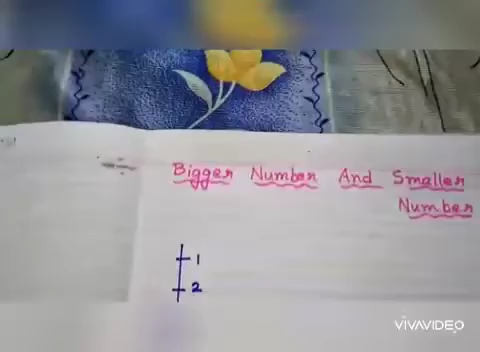 Bigger Number And Smaller
Number
1
2
VIVAVIDEO